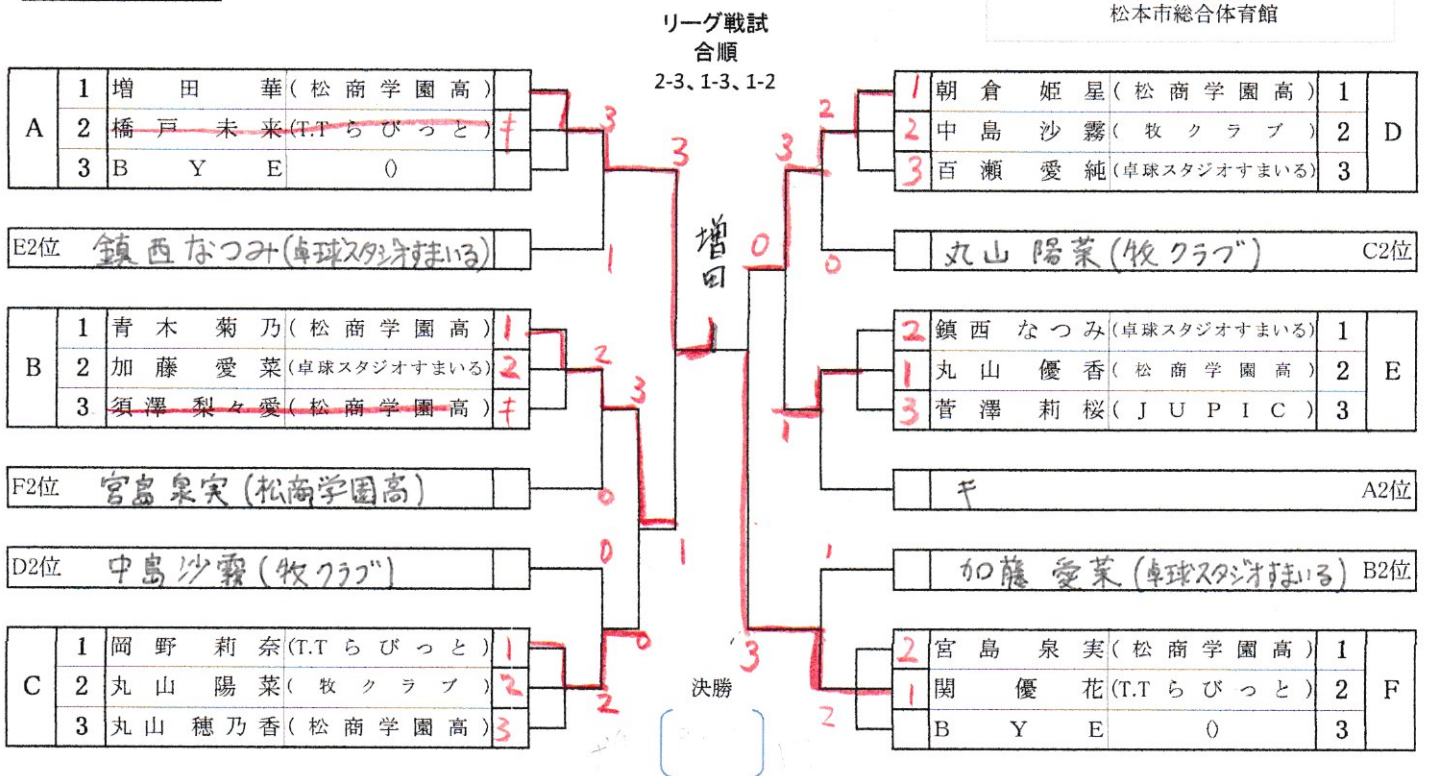 松本市総合体育館
リーグ戦試
合順
2-3、1-3、1-2
A
1 増田 華 (松商学園高)
2 橋戸 未来 (T.Tらびっと) キ
3 BYE ()
E2位 鎮西なつみ (卓球スタジオすまいる)
B
1 青木 菊乃 (松商学園高) 1
2 加藤 愛菜 (卓球スタジオすまいる) 2
3 須澤 梨々愛 (松商学園高) キ
F2位 宮島泉実 (松商学園高)
D2位 中島沙霧 (牧クラブ)
C
1 岡野 莉奈 (T.Tらびっと) 1
2 丸山 陽菜 (牧クラブ) 2
3 丸山 穂乃香 (松商学園高) 3
3
1
3
2
0
3
1
0
2
0
増田
1
決勝
2
0
3
0
1
1
2
3
1 朝倉 姫星 (松商学園高) 1
2 中島 沙霧 (牧クラブ) 2
3 百瀬 愛純 (卓球スタジオすまいる) 3
D
丸山 陽菜 (牧クラブ) C2位
2 鎮西 なつみ (卓球スタジオすまいる) 1
1 丸山 優香 (松商学園高) 2
3 菅澤 莉桜 (JUPIC) 3
E
キ A2位
加藤 愛菜 (卓球スタジオすまいる) B2位
2 宮島 泉実 (松商学園高) 1
1 関 優花 (T.Tらびっと) 2
BYE () 3
F